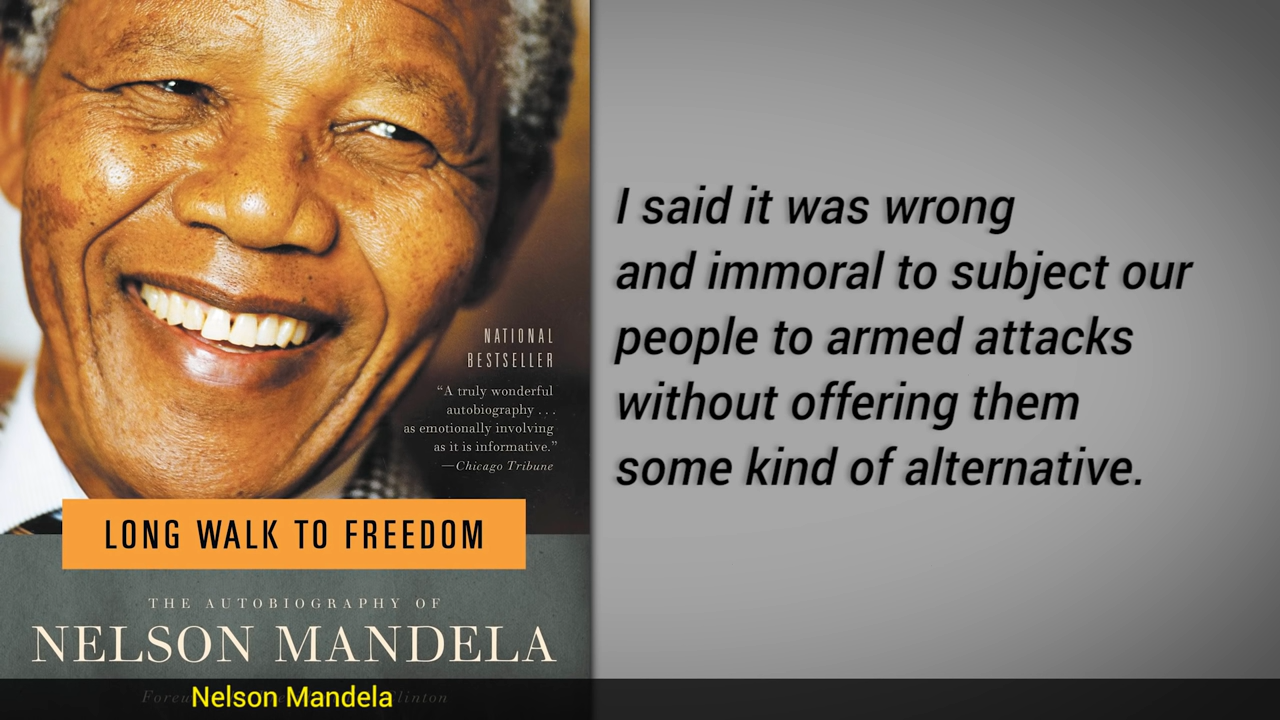 NATIONAL
BESTSELLER
“A truly wonderful
autobiography . . .
as emotionally involving
as it is informative.”
—Chicago Tribune
LONG WALK TO FREEDOM
THE AUTOBIOGRAPHY OF
NELSON MANDELA
Nelson Mandela
I said it was wrong
and immoral to subject our
people to armed attacks
without offering them
some kind of alternative.